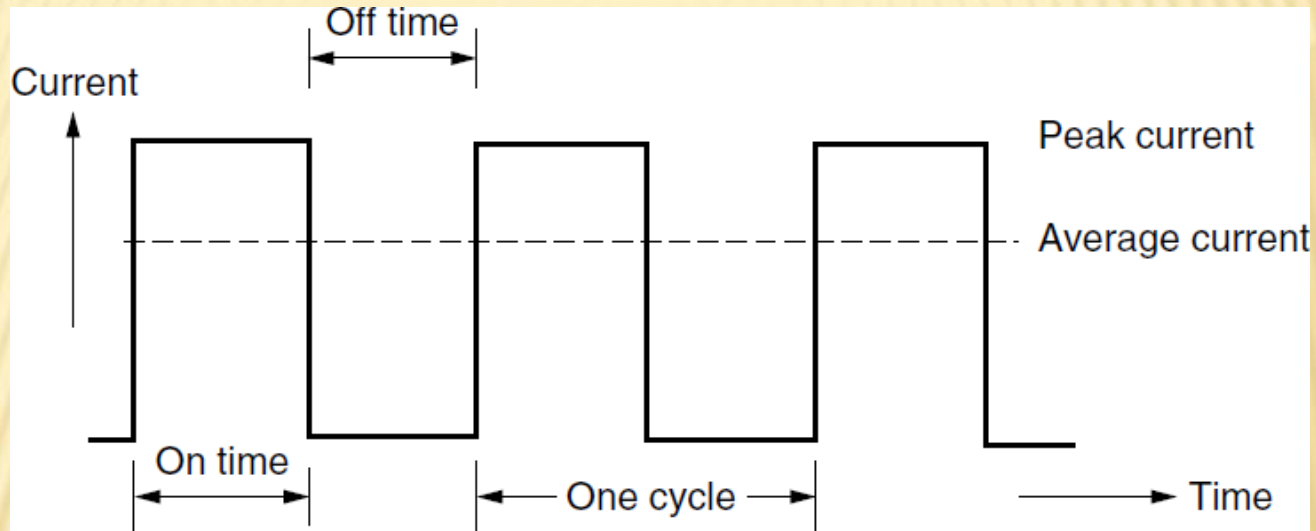 Off time
Current
Peak current
Average current
On time
One cycle
Time